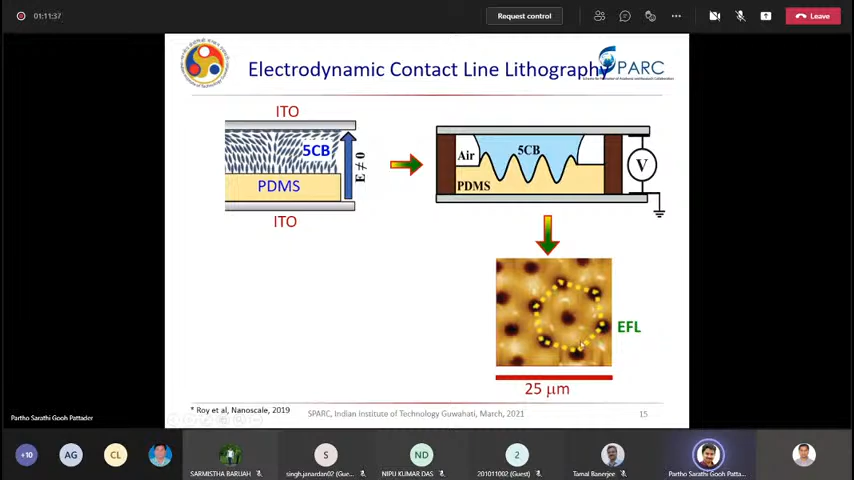 01:11:37
Request control
Leave
Electrodynamic Contact Line Lithography
SPARC
ITO
5CB
PDMS
E ≠ 0
ITO
Air
5CB
PDMS
V
EFL
25 µm
* Roy et al, Nanoscale, 2019
SPARC, Indian Institute of Technology Guwahati, March, 2021
15
Partho Sarathi Gooh Pattader
+10
AG
CL
SARMISTHA BARUAH
S
singh.janardan02 (Gue...
ND
NIPU KUMAR DAS
2
201011002 (Guest)
Tamal Banerjee
Partho Sarathi Gooh Patta...